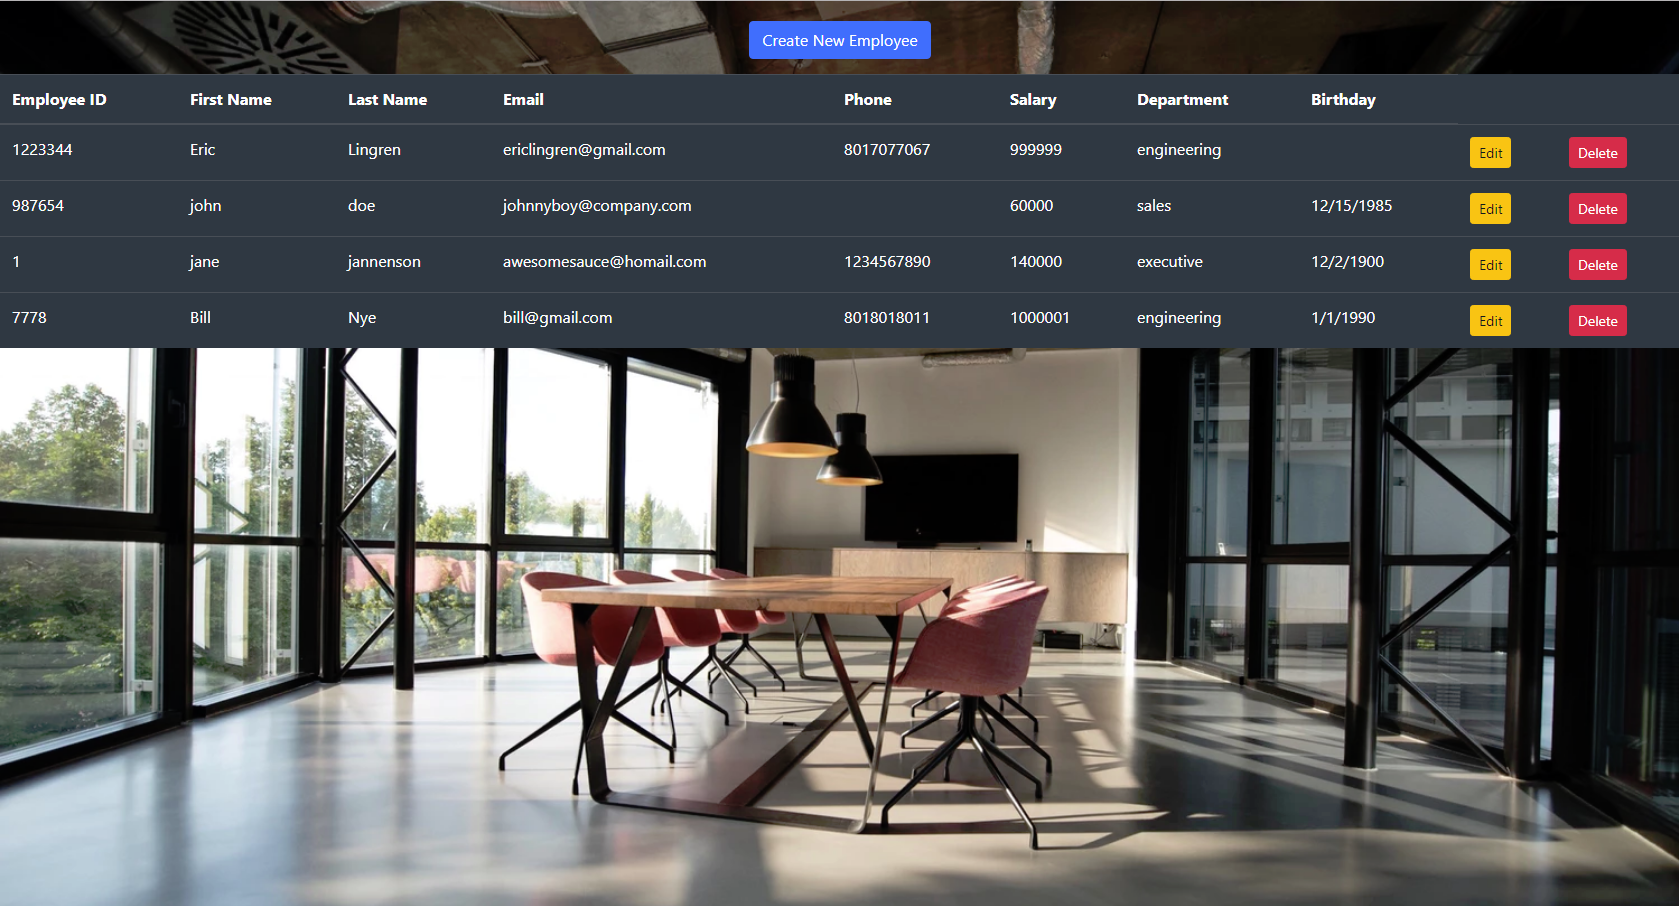 Create New Employee
Employee ID First Name Last Name Email Phone Salary Department Birthday
1223344 Eric Lingren ericlingren@gmail.com 8017077067 999999 engineering Edit Delete
987654 john doe johnnyboy@company.com 60000 sales 12/15/1985 Edit Delete
1 jane jannenson awesomesauce@homail.com 1234567890 140000 executive 12/2/1900 Edit Delete
7778 Bill Nye bill@gmail.com 8018018011 1000001 engineering 1/1/1990 Edit Delete